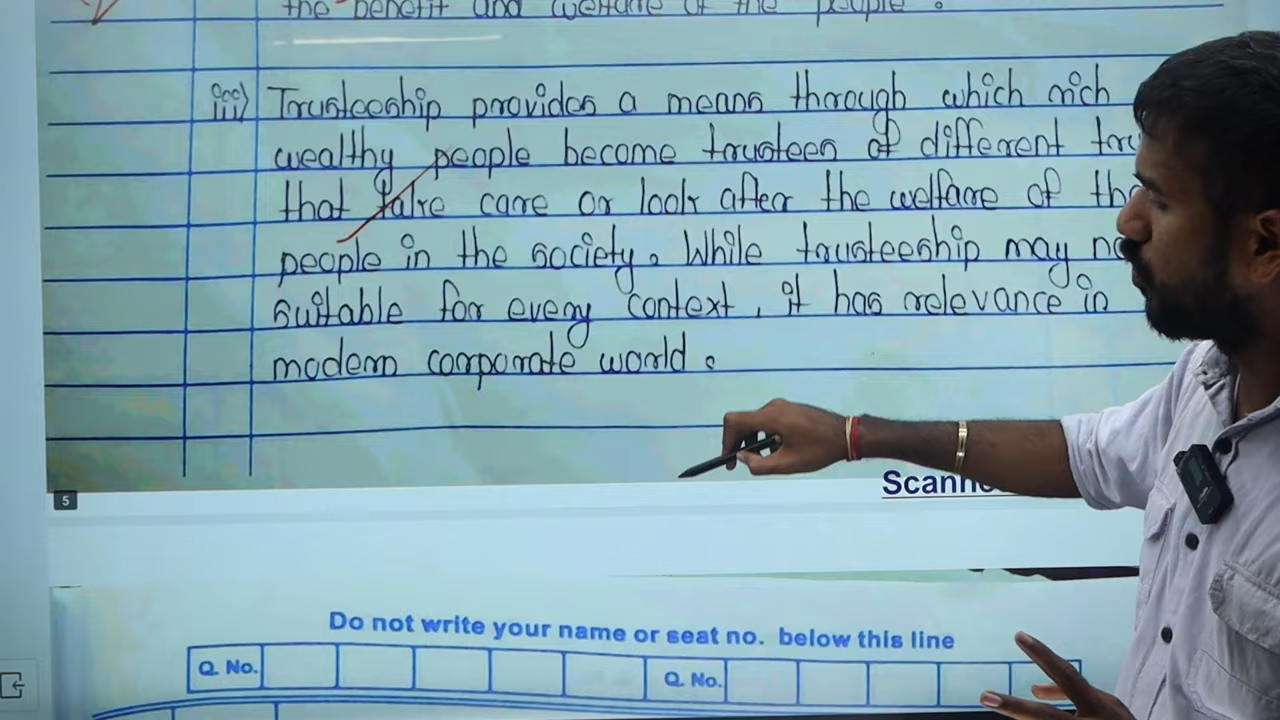 the benefit and welfare of the people.
iii) Trusteeship provides a means through which rich
wealthy people become trustees of different
that take care or look after the welfare of the
people in the society. While trusteeship may
suitable for every context, it has relevance in
modern corporate world.
5
Do not write your name or seat no. below this line
Q. No. Q. No.